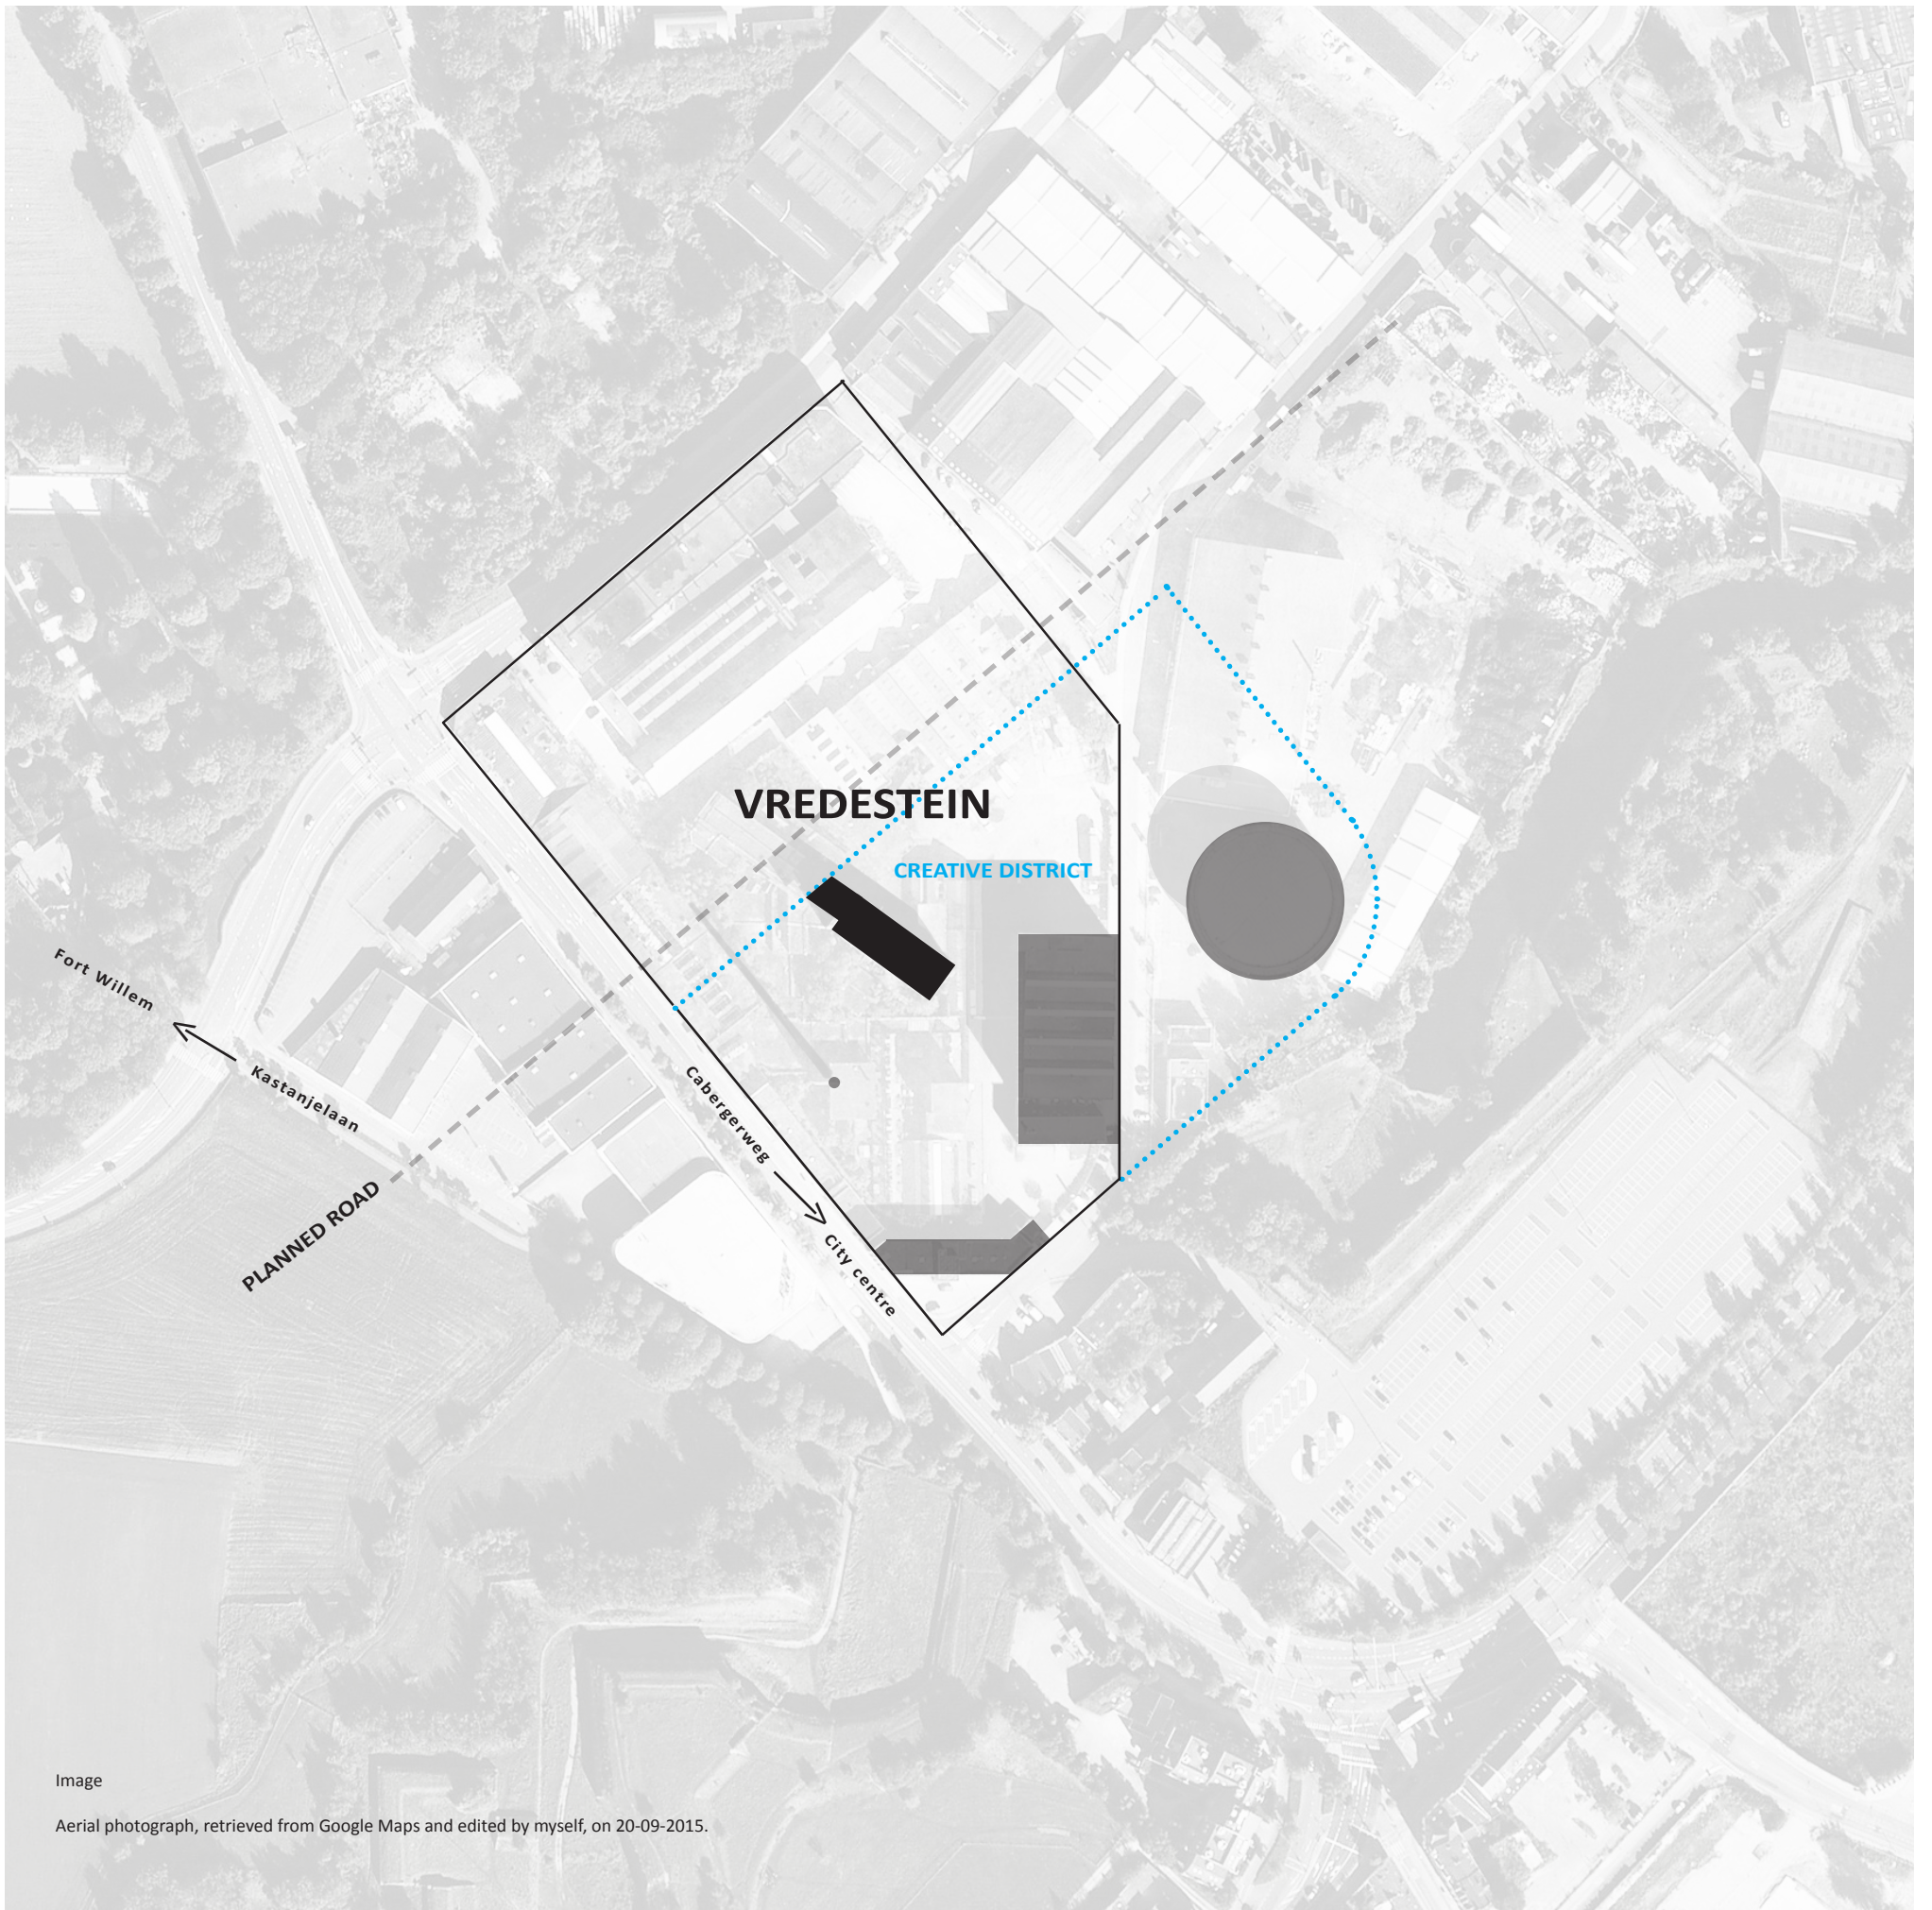 VREDESTEIN
CREATIVE DISTRICT
Fort Willem
Kastanjelaan
Cabergerweg
PLANNED ROAD
City centre
Image
Aerial photograph, retrieved from Google Maps and edited by myself, on 20-09-2015.